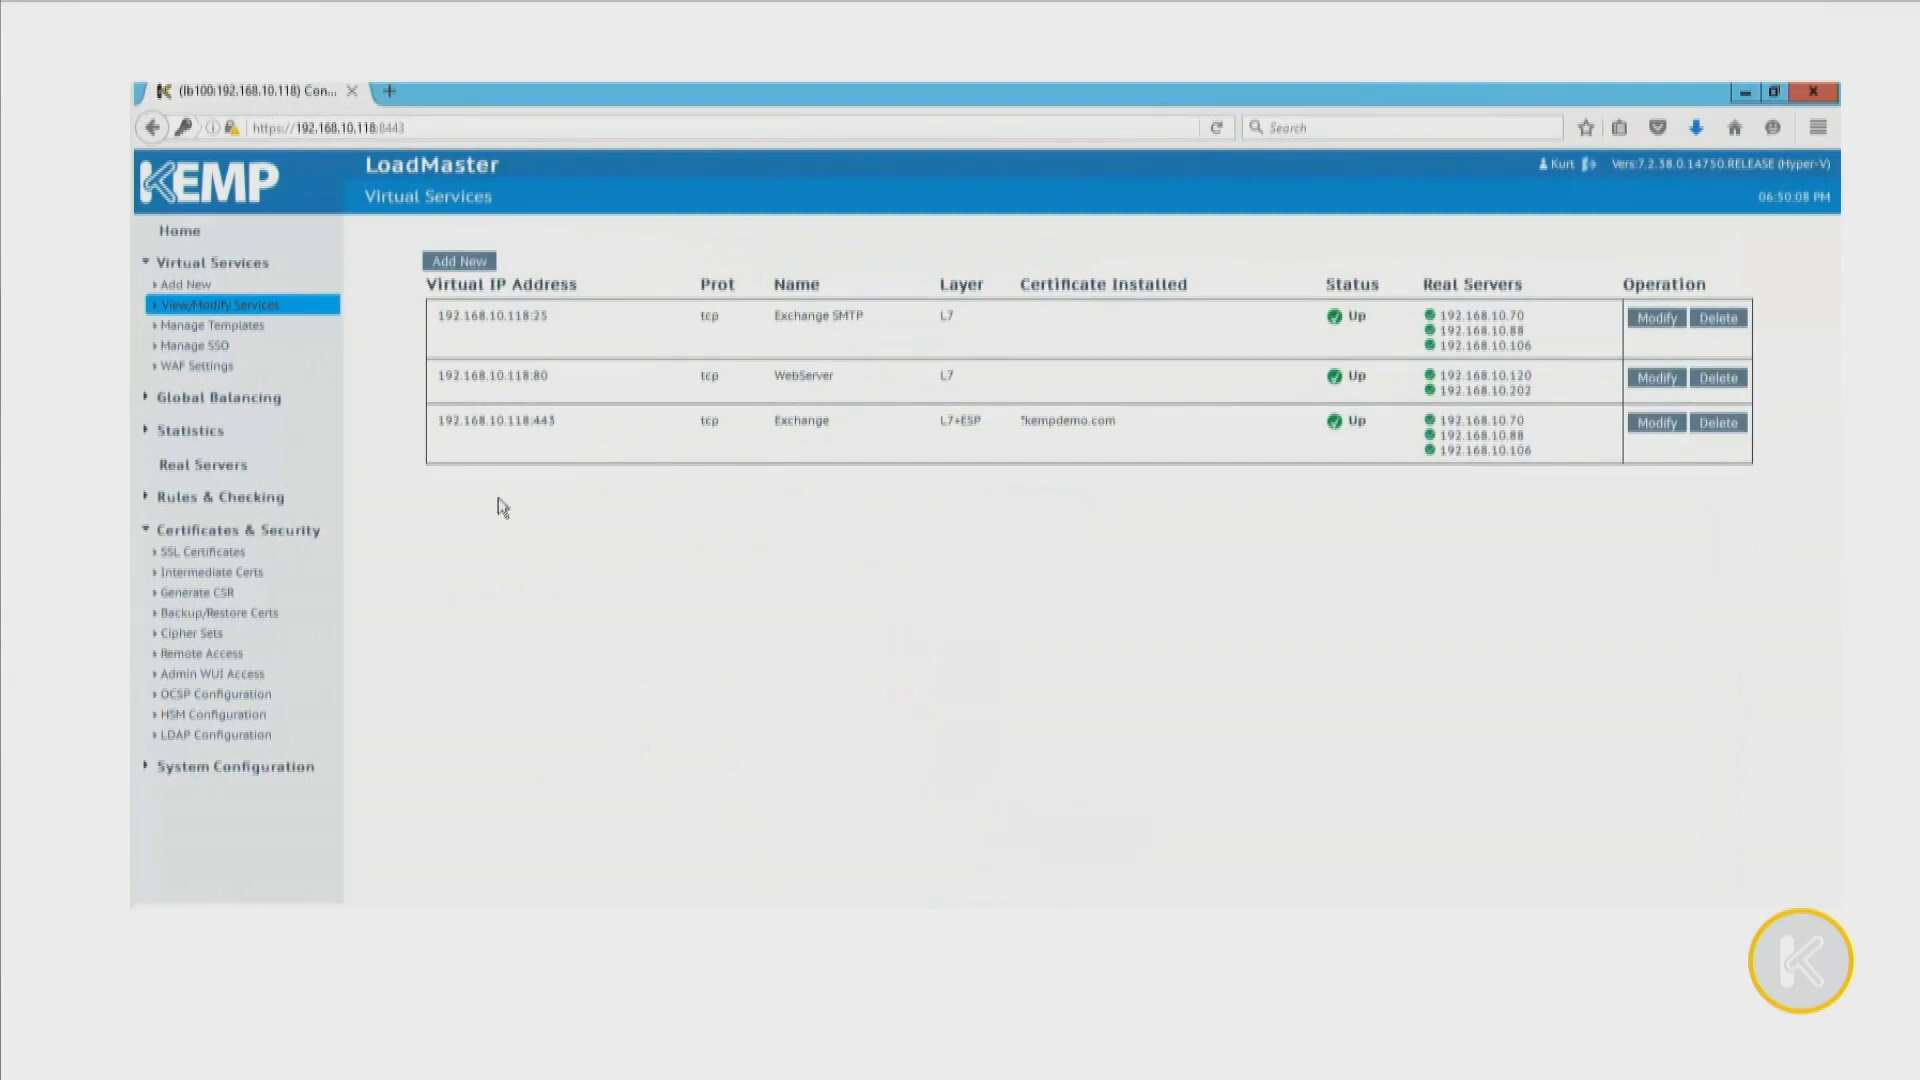 (lb100:192.168.10.118) Con...
https://192.168.10.118:8443
Search
KEMP
LoadMaster
Kurt
Vers:7.2.38.0.14750.RELEASE (Hyper-V)
Virtual Services
06:50:08 PM
Home
Virtual Services
Add New
View/Modify Services
Manage Templates
Manage SSO
WAF Settings
Global Balancing
Statistics
Real Servers
Rules & Checking
Certificates & Security
SSL Certificates
Intermediate Certs
Generate CSR
Backup/Restore Certs
Cipher Sets
Remote Access
Admin WUI Access
OCSP Configuration
HSM Configuration
LDAP Configuration
System Configuration
Add New
Virtual IP Address Prot Name Layer Certificate Installed Status Real Servers Operation
192.168.10.118:25 tcp Exchange SMTP L7 Up 192.168.10.70 Modify Delete
192.168.10.88
192.168.10.106
192.168.10.118:80 tcp WebServer L7 Up 192.168.10.120 Modify Delete
192.168.10.202
192.168.10.118:443 tcp Exchange L7+ESP *kempdemo.com Up 192.168.10.70 Modify Delete
192.168.10.88
192.168.10.106
K